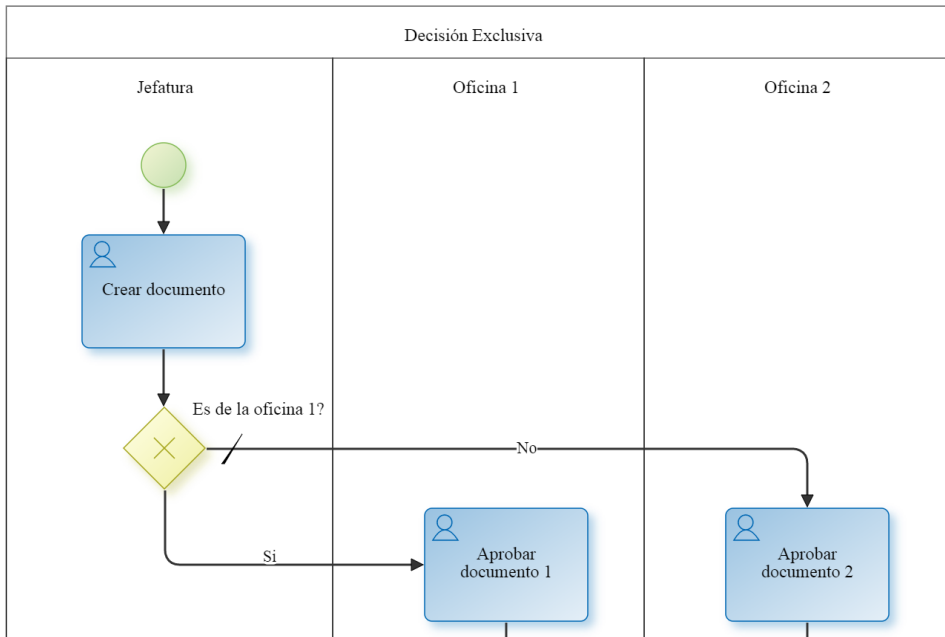 Decisión Exclusiva
Jefatura
Oficina 1
Oficina 2
Crear documento
Es de la oficina 1?
No
Si
Aprobar
documento 1
Aprobar
documento 2